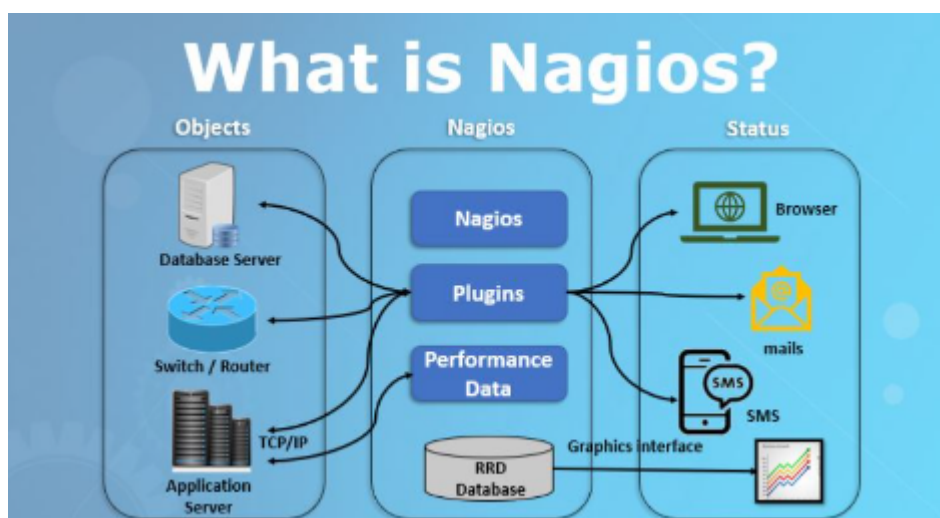 What is Nagios?
Objects
Nagios
Status
Database Server
Switch / Router
TCP/IP
Application
Server
Nagios
Plugins
Performance
Data
RRD
Database
Graphics interface
Browser
@
mails
SMS
SMS